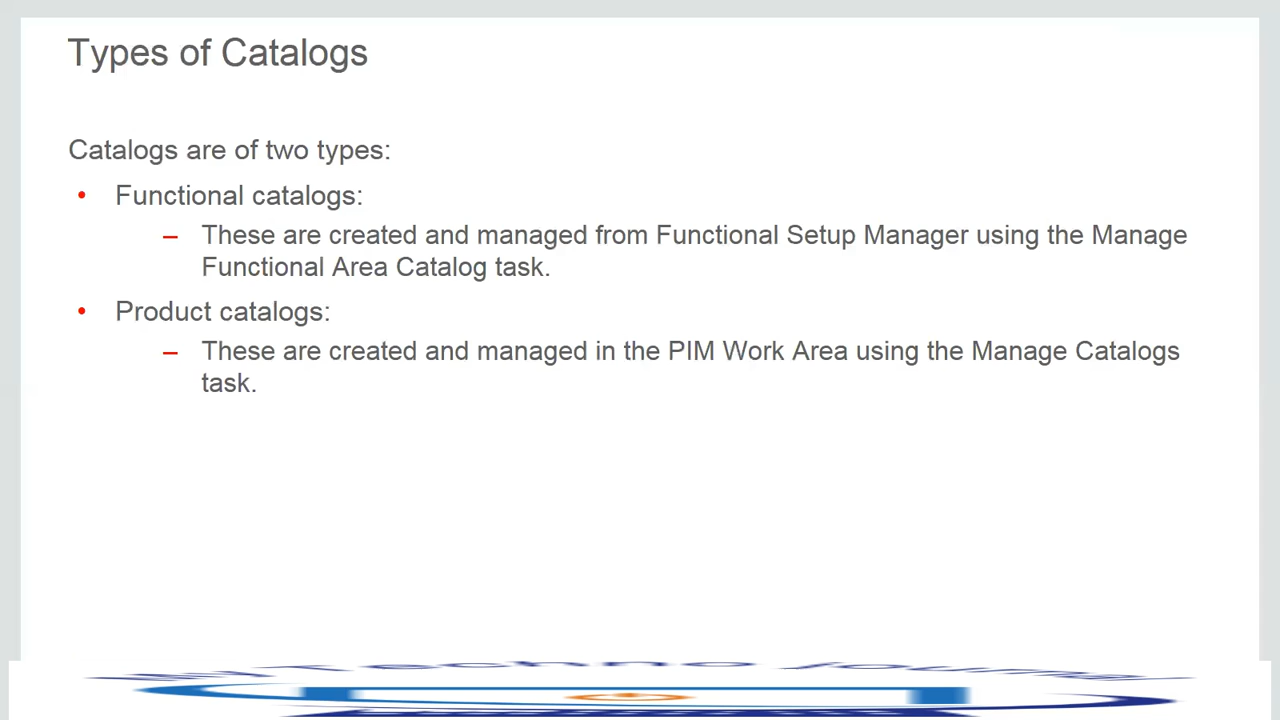 Types of Catalogs
Catalogs are of two types:
• Functional catalogs:
– These are created and managed from Functional Setup Manager using the Manage
Functional Area Catalog task.
• Product catalogs:
– These are created and managed in the PIM Work Area using the Manage Catalogs
task.
Techno